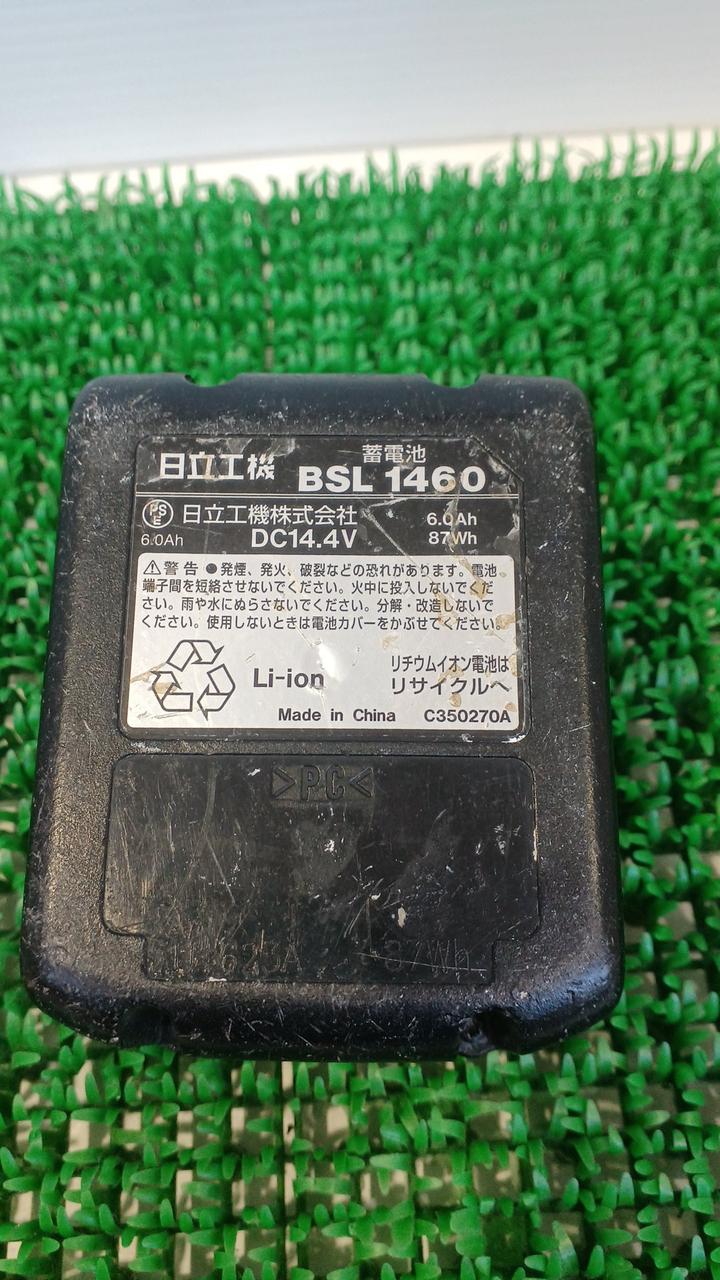 日立工機
蓄電池
BSL 1460
PSE 日立工機株式会社 6.0Ah
6.0Ah DC14.4V 87Wh
⚠警告 ●発煙、発火、破裂などの恐れがあります。電池
端子間を短絡させないでください。火中に投入しないでくだ
さい。雨や水にぬらさないでください。分解・改造しないで
ください。使用しないときは電池カバーをかぶせてください。
Li-ion
リチウムイオン電池は
リサイクルへ
Made in China C350270A
>PC<
87Wh